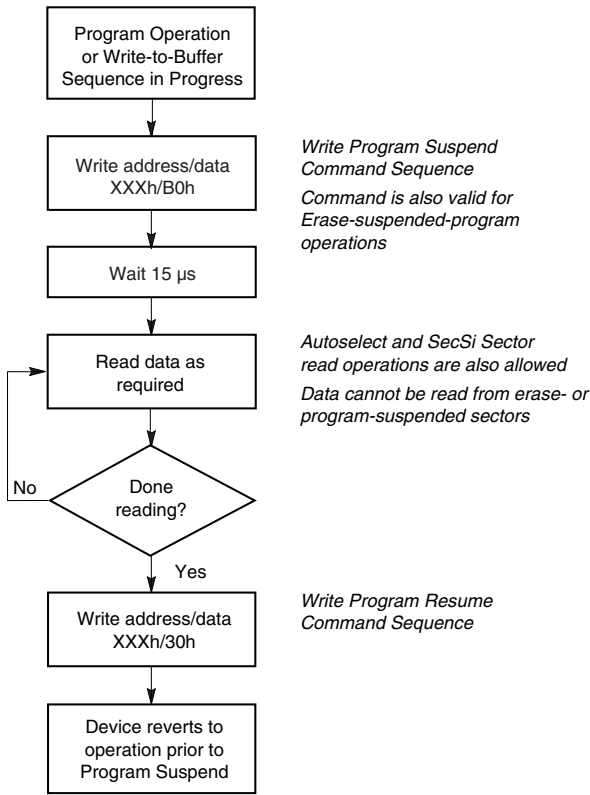 Program Operation
or Write-to-Buffer
Sequence in Progress
Write address/data
XXXh/B0h
Write Program Suspend
Command Sequence
Command is also valid for
Erase-suspended-program
operations
Wait 15 μs
Read data as
required
Autoselect and SecSi Sector
read operations are also allowed
Data cannot be read from erase- or
program-suspended sectors
Done
reading?
No
Yes
Write address/data
XXXh/30h
Write Program Resume
Command Sequence
Device reverts to
operation prior to
Program Suspend